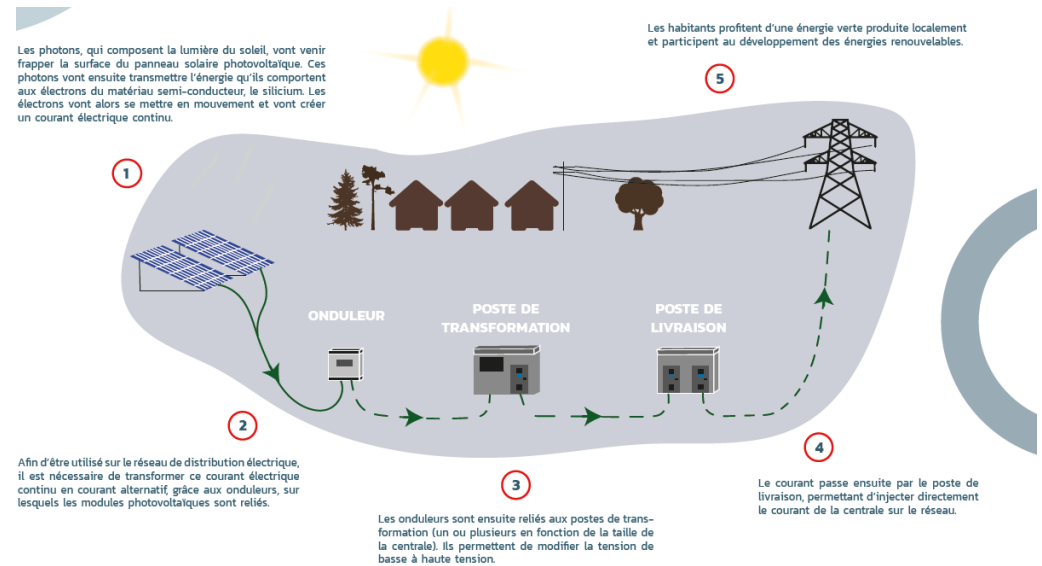 Les photons, qui composent la lumière du soleil, vont venir
frapper la surface du panneau solaire photovoltaïque. Ces
photons vont ensuite transmettre l'énergie qu'ils comportent
aux électrons du matériau semi-conducteur, le silicium. Les
électrons vont alors se mettre en mouvement et vont créer
un courant électrique continu.
1
Les habitants profitent d'une énergie verte produite localement
et participent au développement des énergies renouvelables.
5
ONDULEUR
POSTE DE
TRANSFORMATION
POSTE DE
LIVRAISON
2
Afin d'être utilisé sur le réseau de distribution électrique,
il est nécessaire de transformer ce courant électrique
continu en courant alternatif, grâce aux onduleurs, sur
lesquels les modules photovoltaïques sont reliés.
3
Les onduleurs sont ensuite reliés aux postes de trans-
formation (un ou plusieurs en fonction de la taille de
la centrale). Ils permettent de modifier la tension de
basse à haute tension.
4
Le courant passe ensuite par le poste de
livraison, permettant d'injecter directement
le courant de la centrale sur le réseau.